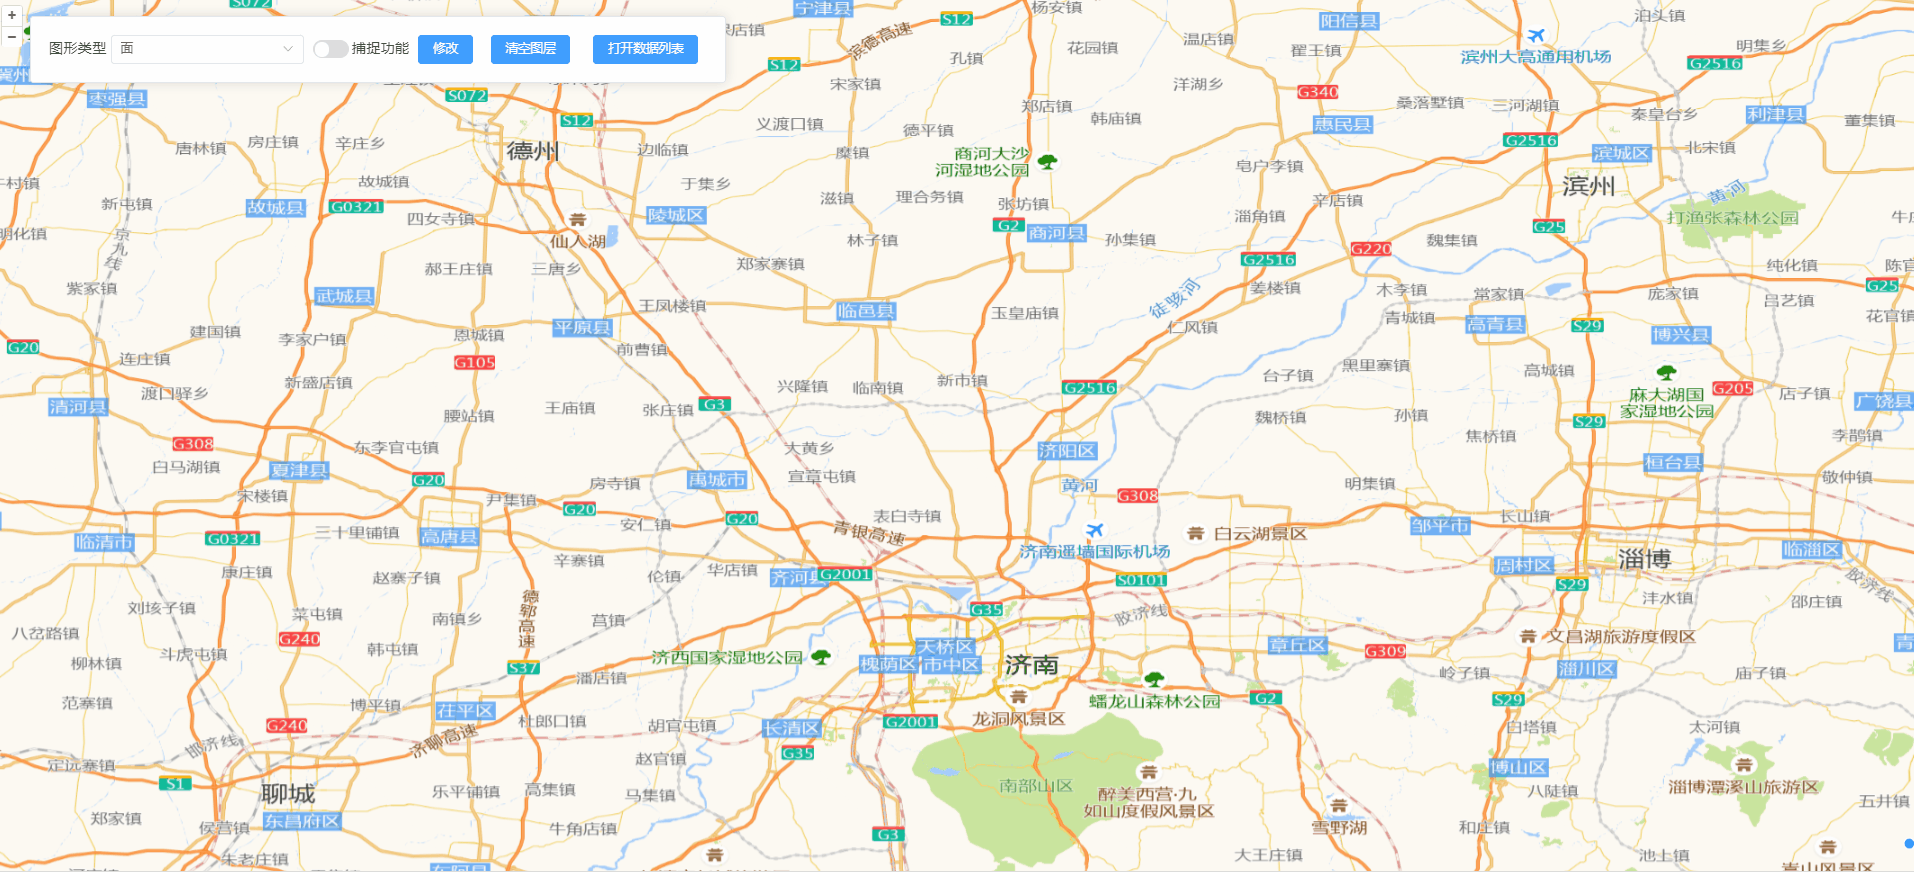 +
−
图形类型
面
捕捉功能
修改
清空图层
打开数据列表
S072
宁津县
S12
杨安镇
阳信县
泊头镇
保店镇
滨德高速
孔镇
花园镇
温店镇
翟王镇
滨州大高通用机场
明集乡
G2516
冀州
S12
宋家镇
洋湖乡
G340
枣强县
S072
郑店镇
桑落墅镇
三河湖镇
秦皇台乡
利津县
董集镇
S12
义渡口镇
德平镇
韩庙镇
惠民县
唐林镇
房庄镇
辛庄乡
德州
边临镇
糜镇
商河大沙
河湿地公园
皂户李镇
G2516
滨城区
北宋镇
故城镇
于集乡
滋镇
理合务镇
张坊镇
辛店镇
滨州
黄河
新屯镇
故城县
G0321
四女寺镇
陵城区
淄角镇
打渔张森林公园
明化镇
京九线
仙人湖
林子镇
G2
商河县
孙集镇
G220
魏集镇
G25
郝王庄镇
三唐乡
郑家寨镇
G2516
纯化镇
紫冢镇
武城县
王凤楼镇
临邑县
玉皇庙镇
徒骇河
姜楼镇
木李镇
常家镇
庞家镇
吕艺镇
G25
建国镇
李家户镇
恩城镇
平原县
仁风镇
青城镇
高青县
S29
博兴县
花官镇
G20
连庄镇
G105
前曹镇
新盛店镇
兴隆镇
临南镇
新市镇
G2516
台子镇
黑里寨镇
高城镇
麻大湖国
家湿地公园
G205
店子镇
渡口驿乡
清河县
腰站镇
王庙镇
张庄镇
G3
魏桥镇
孙镇
S29
广饶县
G308
东李官屯镇
大黄乡
济阳区
焦桥镇
李鹊镇
白马湖镇
夏津县
G20
房寺镇
禹城市
宣章屯镇
黄河
G308
明集镇
桓台县
敬仲镇
宋楼镇
尹集镇
G20
安仁镇
G20
表白寺镇
青银高速
白云湖景区
邹平市
长山镇
临清市
G0321
三十里铺镇
高唐县
济南遥墙国际机场
淄博
临淄区
康庄镇
赵寨子镇
辛寨镇
伦镇
华店镇
齐河县
G2001
S0101
周村区
S29
胶济线
刘垓子镇
菜屯镇
德郓高速
南镇乡
莒镇
G35
胶济线
沣水镇
邵庄镇
八岔路镇
G240
斗虎屯镇
韩屯镇
天桥区
章丘区
G309
文昌湖旅游度假区
柳林镇
S37
济西国家湿地公园
槐荫区
市中区
济南
岭子镇
淄川区
庙子镇
潘店镇
蟠龙山森林公园
G2
S29
范寨镇
博平镇
茌平区
杜郎口镇
胡官屯镇
长清区
G2001
龙洞风景区
白塔镇
太河镇
G240
邯济线
济聊高速
G35
定远寨镇
赵官镇
博山区
S1
聊城
乐平铺镇
高集镇
马集镇
南部山区
醉美西营·九
如山度假风景区
八陡镇
淄博潭溪山旅游度假区
五井镇
郑家镇
侯营镇
东昌府区
牛角店镇
G3
雪野湖
和庄镇
朱老庄镇
东阿县
大王庄镇
池上镇